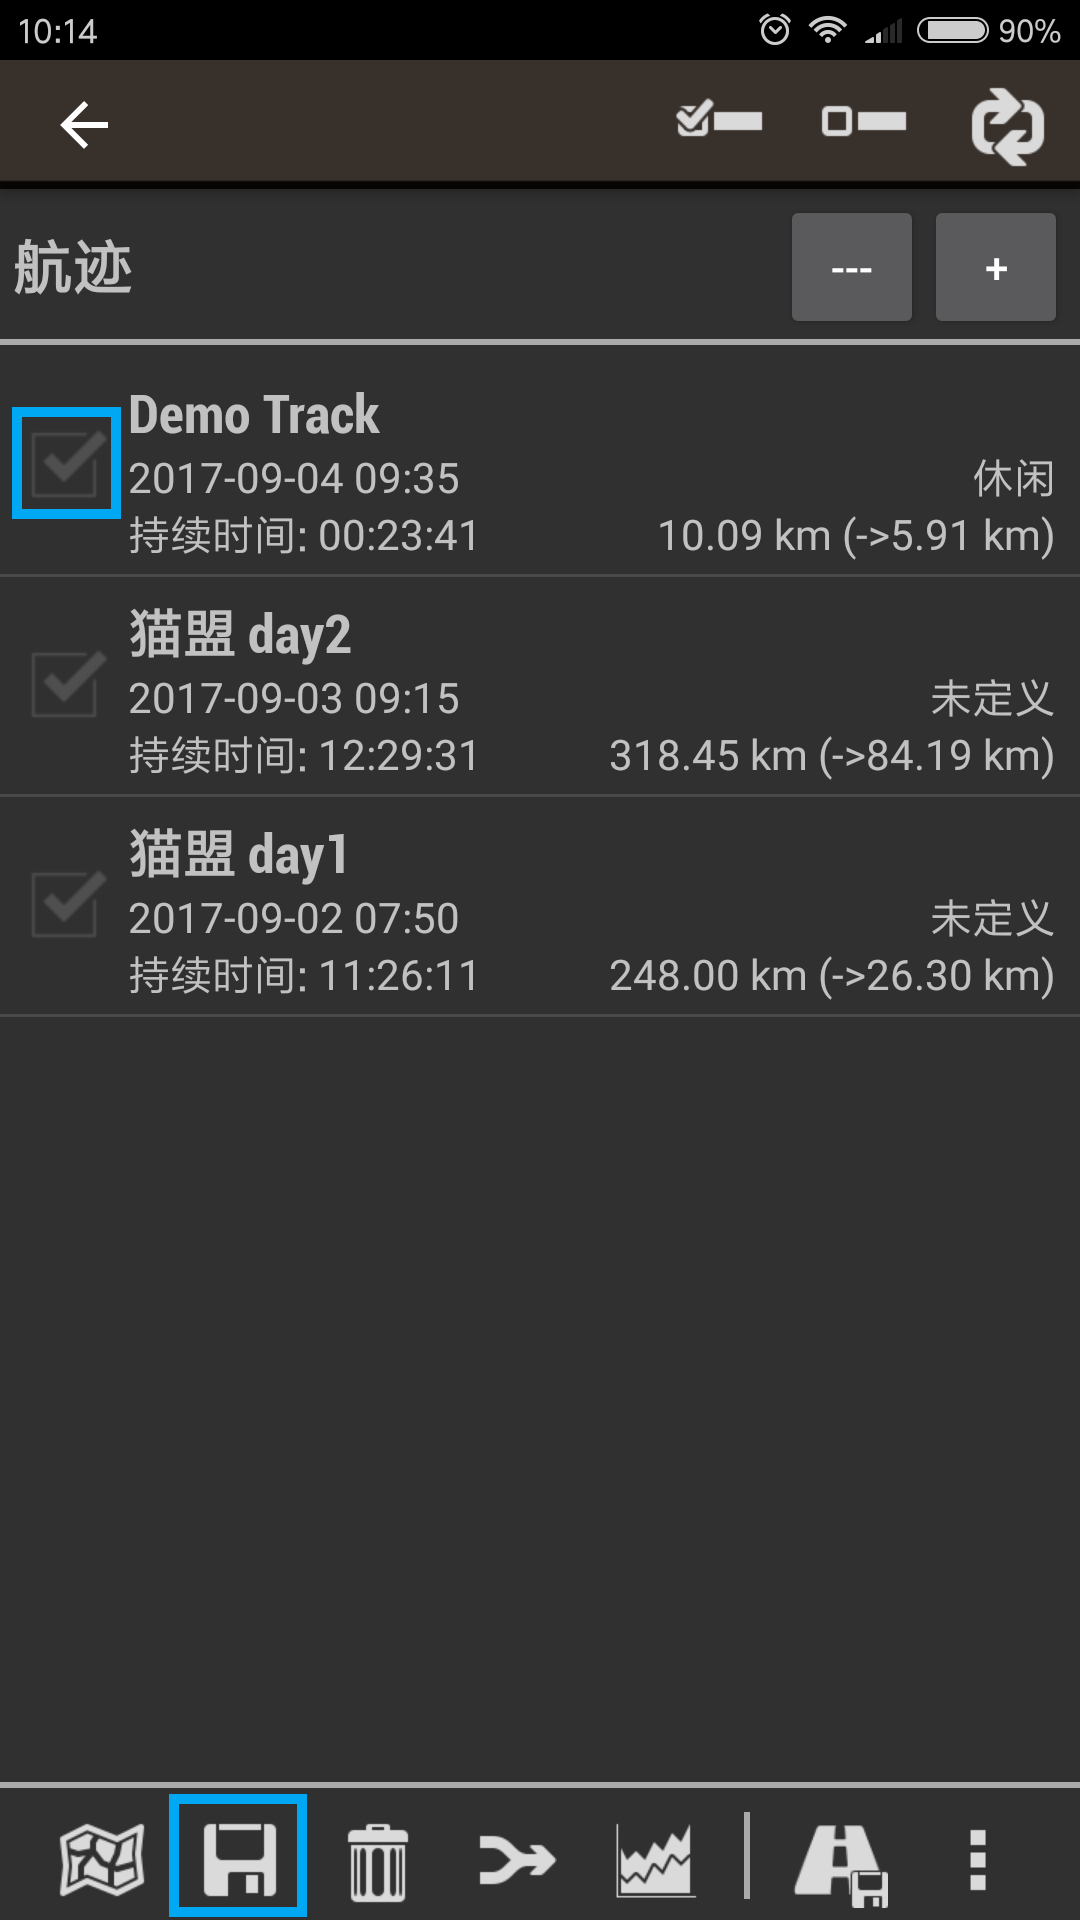 10:14 90%
航迹 --- +
Demo Track
2017-09-04 09:35 休闲
持续时间: 00:23:41 10.09 km (->5.91 km)
猫盟 day2
2017-09-03 09:15 未定义
持续时间: 12:29:31 318.45 km (->84.19 km)
猫盟 day1
2017-09-02 07:50 未定义
持续时间: 11:26:11 248.00 km (->26.30 km)